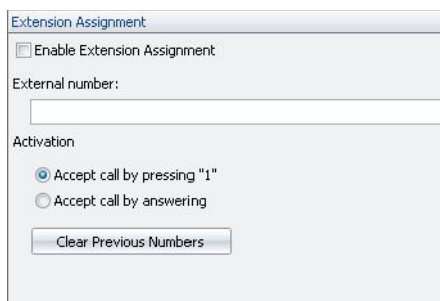 Extension Assignment
Enable Extension Assignment
External number:
Activation
Accept call by pressing "1"
Accept call by answering
Clear Previous Numbers